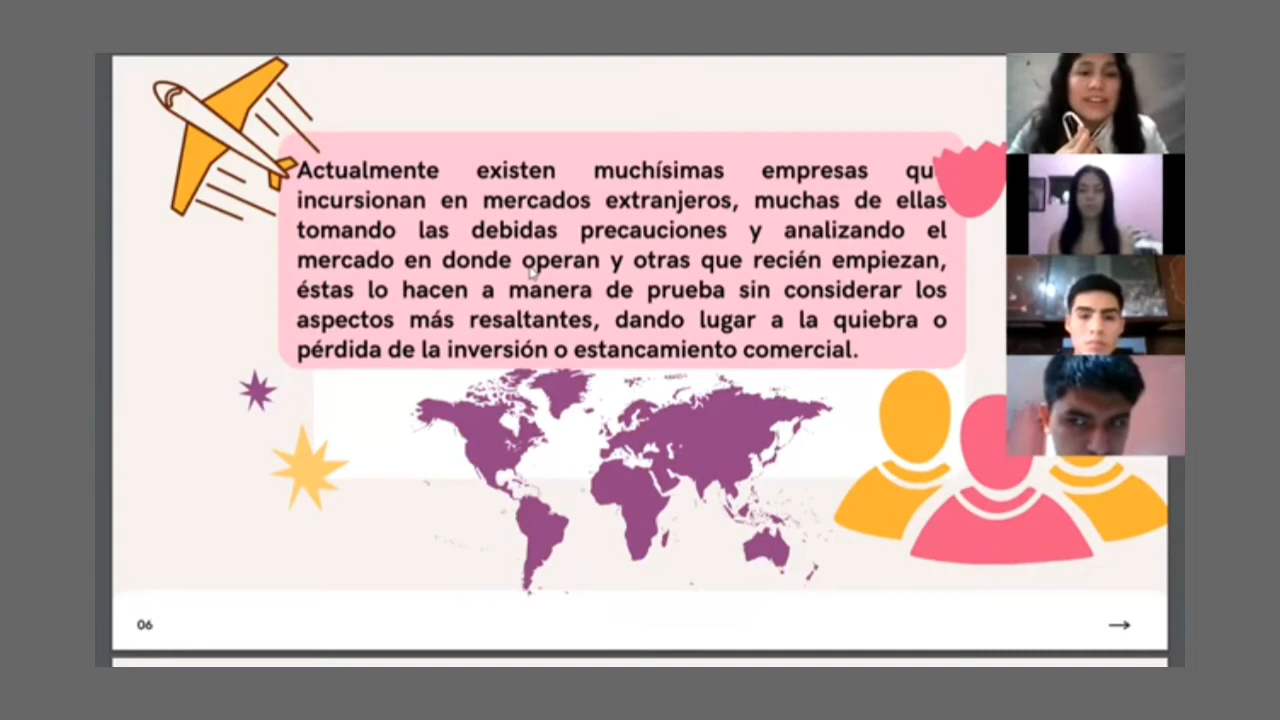 Actualmente existen muchísimas empresas qu
incursionan en mercados extranjeros, muchas de ellas
tomando las debidas precauciones y analizando el
mercado en donde operan y otras que recién empiezan,
éstas lo hacen a manera de prueba sin considerar los
aspectos más resaltantes, dando lugar a la quiebra o
pérdida de la inversión o estancamiento comercial.
06